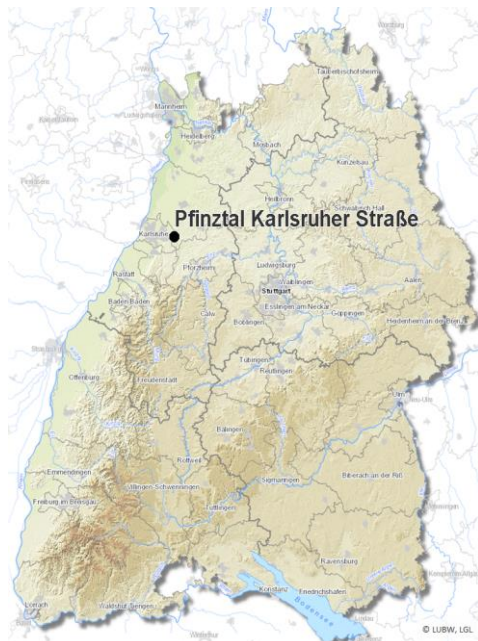 Mannheim
Heidelberg
Tauberbischofsheim
Mosbach
Künzelsau
Heilbronn
Schwäbisch Hall
Pfinztal Karlsruher Straße
Karlsruhe
Pforzheim
Ludwigsburg
Rastatt
Baden-Baden
Waiblingen
Stuttgart
Aalen
Esslingen am Neckar
Calw
Göppingen
Böblingen
Heidenheim an der Brenz
Tübingen
Reutlingen
Offenburg
Freudenstadt
Ulm
Neu-Ulm
Balingen
Emmendingen
Rottweil
Biberach an der Riß
Villingen-Schwenningen
Sigmaringen
Freiburg im Breisgau
Tuttlingen
Ravensburg
Konstanz
Friedrichshafen
Lörrach
Waldshut-Tiengen
Bodensee
© LUBW, LGL